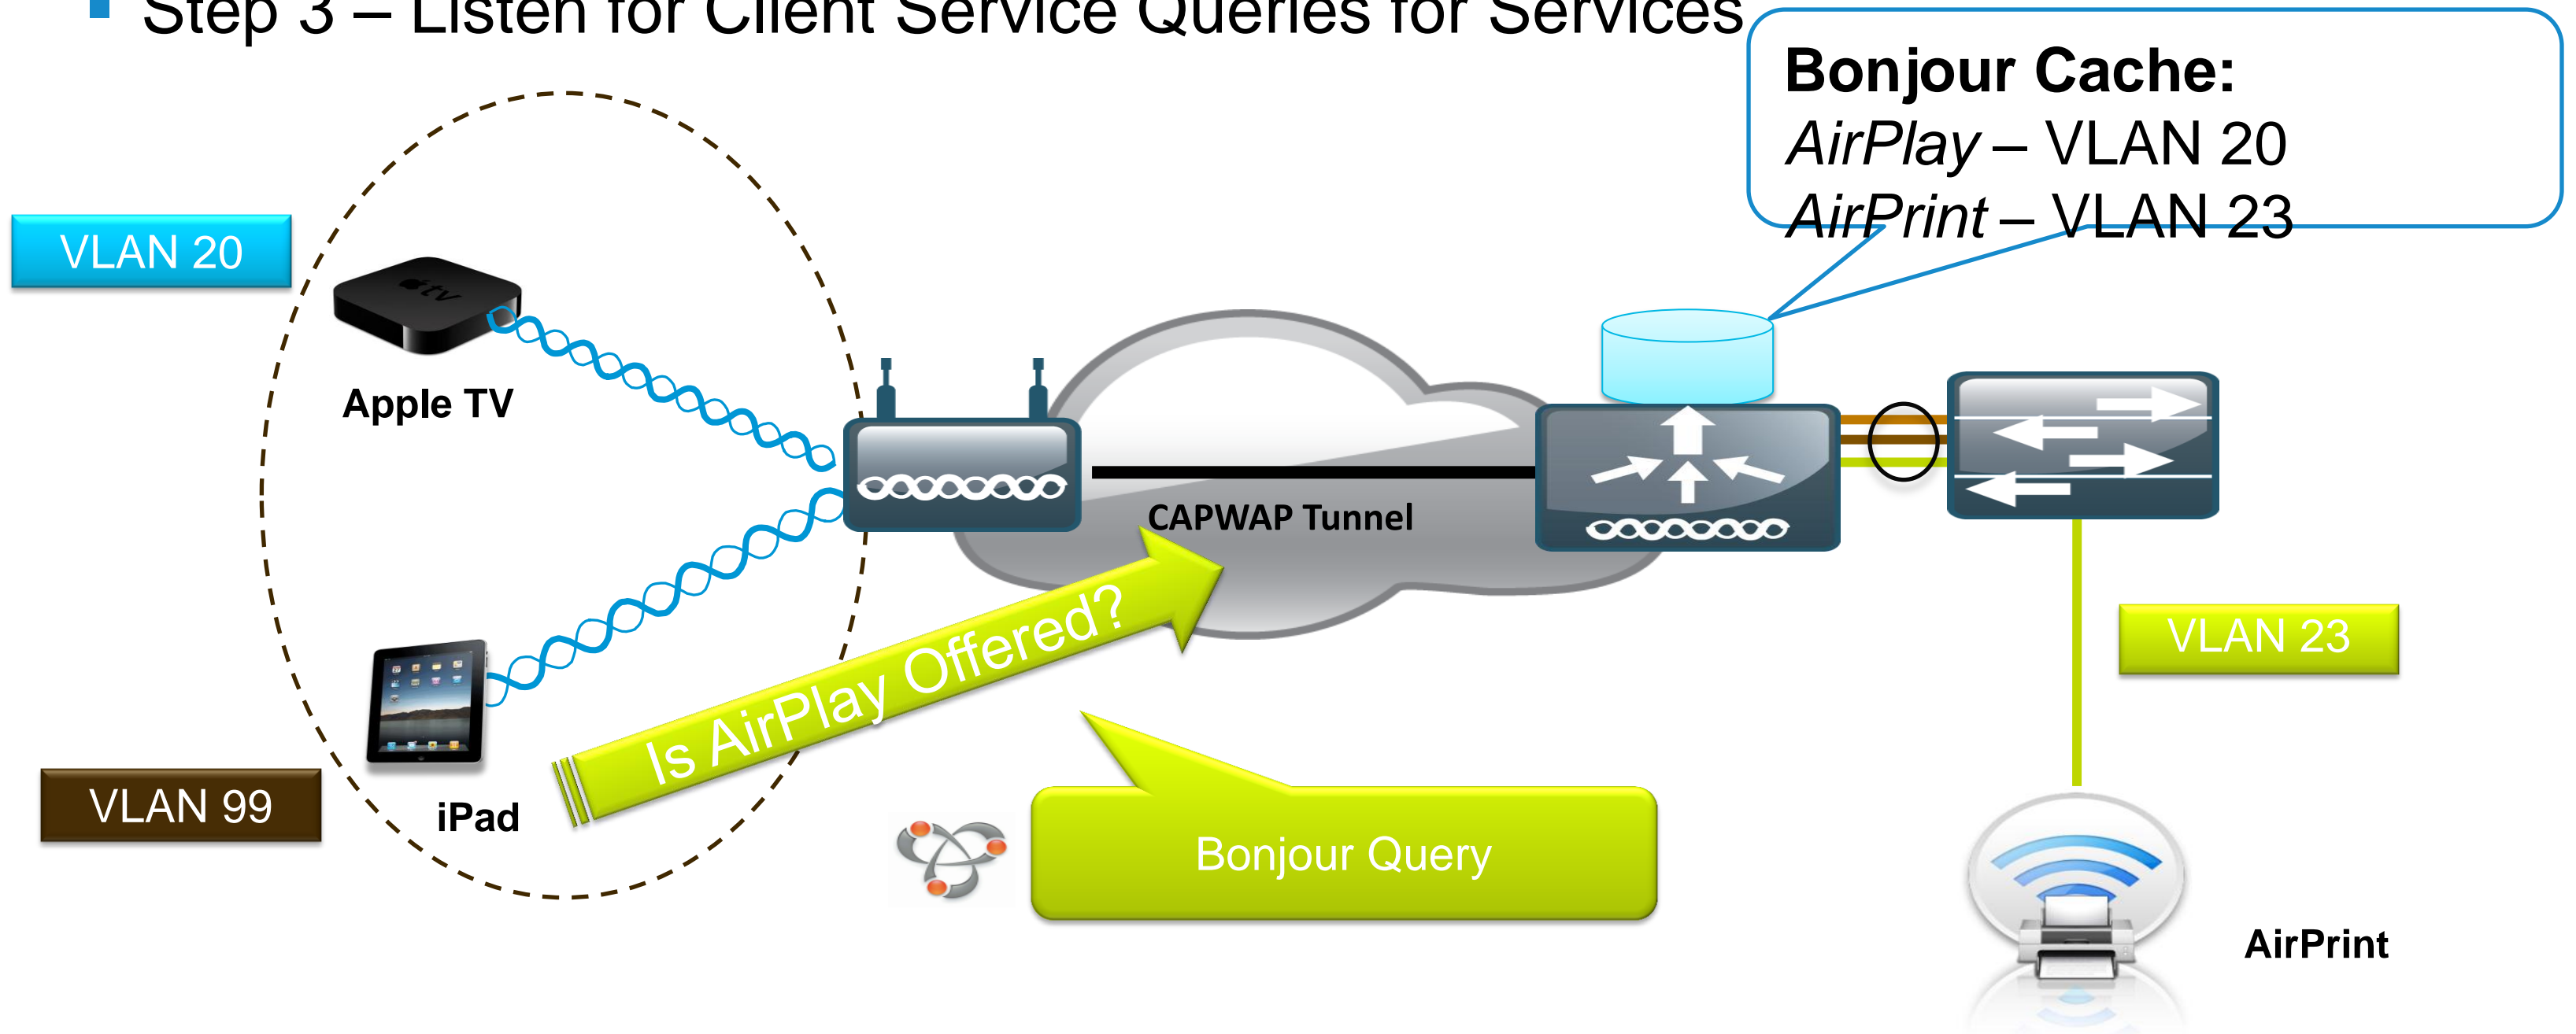 Step 3 – Listen for Client Service Queries for Services
Bonjour Cache:
AirPlay – VLAN 20
AirPrint – VLAN 23
VLAN 20
tv
Apple TV
CAPWAP Tunnel
Is AirPlay Offered?
VLAN 23
VLAN 99
iPad
Bonjour Query
AirPrint